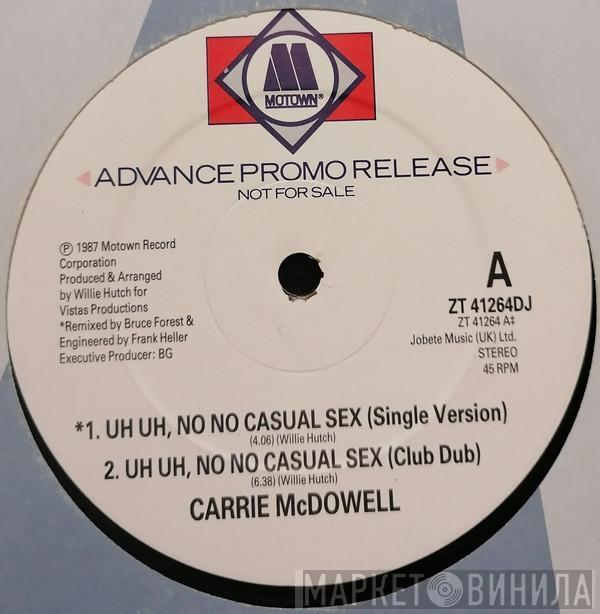 MOTOWN®
ADVANCE PROMO RELEASE
NOT FOR SALE
℗ 1987 Motown Record
Corporation
Produced & Arranged
by Willie Hutch for
Vistas Productions
*Remixed by Bruce Forest &
Engineered by Frank Heller
Executive Producer: BG
A
ZT 41264DJ
ZT 41264 A‡
Jobete Music (UK) Ltd.
STEREO
45 RPM
*1. UH UH, NO NO CASUAL SEX (Single Version)
(4.06) (Willie Hutch)
2. UH UH, NO NO CASUAL SEX (Club Dub)
(6.38) (Willie Hutch)
CARRIE McDOWELL
МАРКЕТ ВИНИЛА